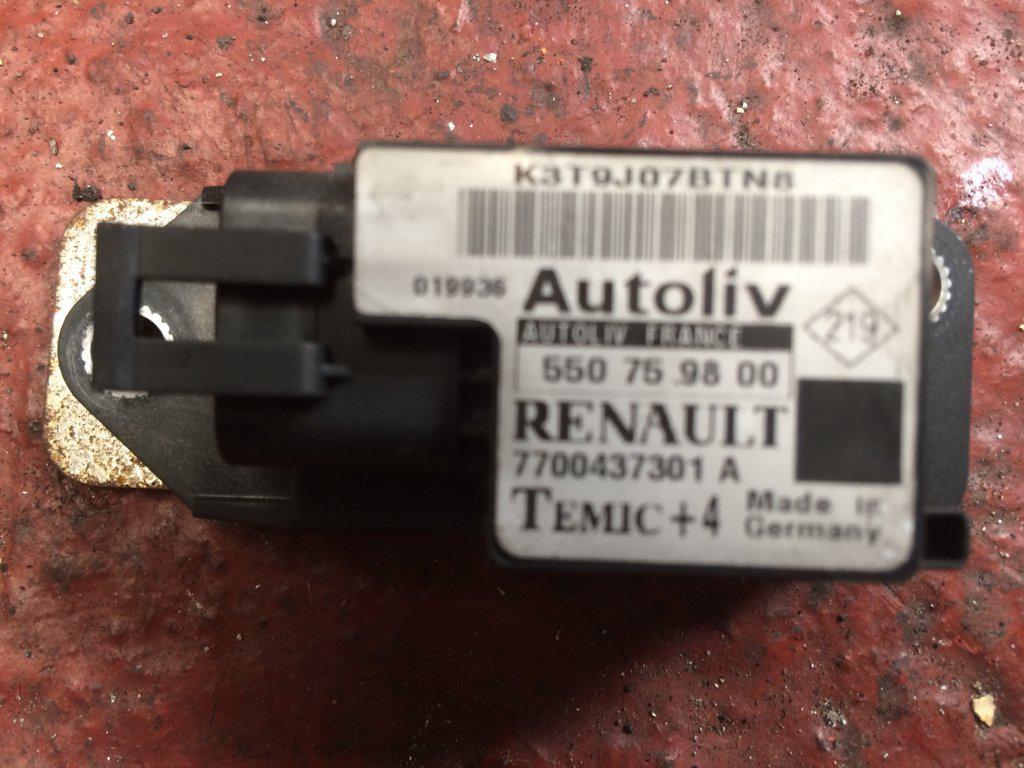 K3T9J07BTN8
019936 Autoliv
AUTOLIV FRANCE
219
550 75 98 00
RENAULT
7700437301 A
TEMIC +4
Made in
Germany